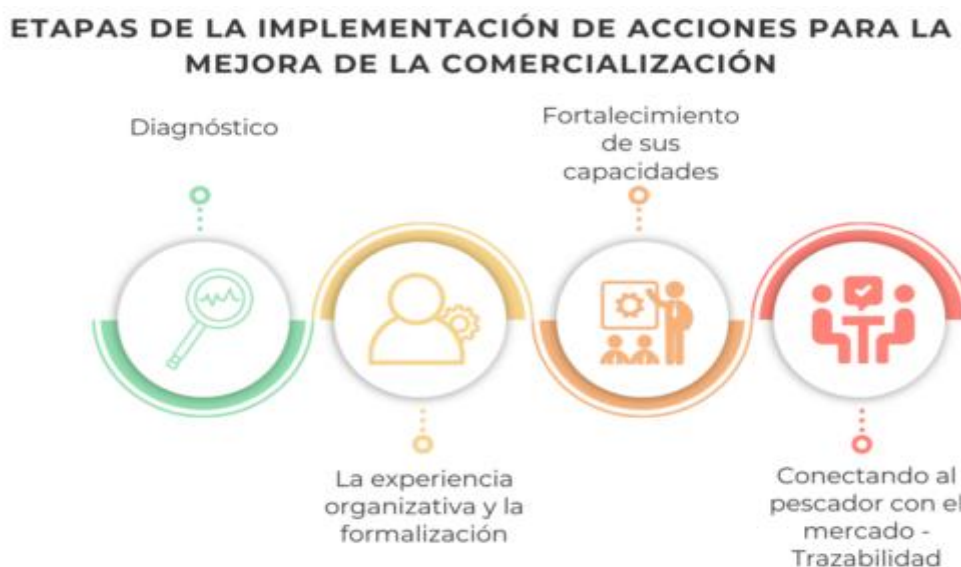 ETAPAS DE LA IMPLEMENTACIÓN DE ACCIONES PARA LA
MEJORA DE LA COMERCIALIZACIÓN
Diagnóstico
Fortalecimiento
de sus
capacidades
La experiencia
organizativa y la
formalización
Conectando al
pescador con el
mercado -
Trazabilidad